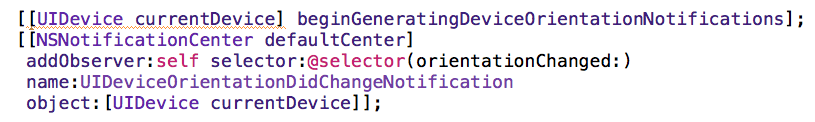 [[UIDevice currentDevice] beginGeneratingDeviceOrientationNotifications];
[[NSNotificationCenter defaultCenter]
addObserver:self selector:@selector(orientationChanged:)
name:UIDeviceOrientationDidChangeNotification
object:[UIDevice currentDevice]];